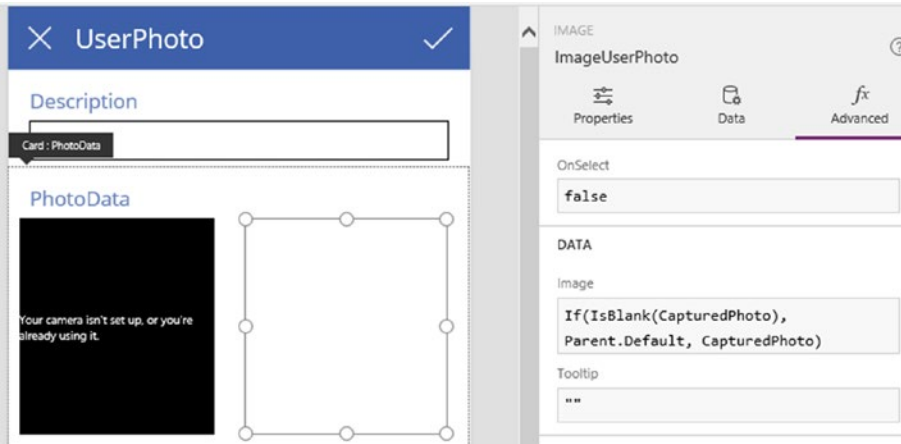 UserPhoto
Description
Card : PhotoData
PhotoData
Your camera isn't set up, or you're
already using it.
IMAGE
ImageUserPhoto
?
Properties
Data
fx
Advanced
OnSelect
false
DATA
Image
If(IsBlank(CapturedPhoto),
Parent.Default, CapturedPhoto)
Tooltip
""